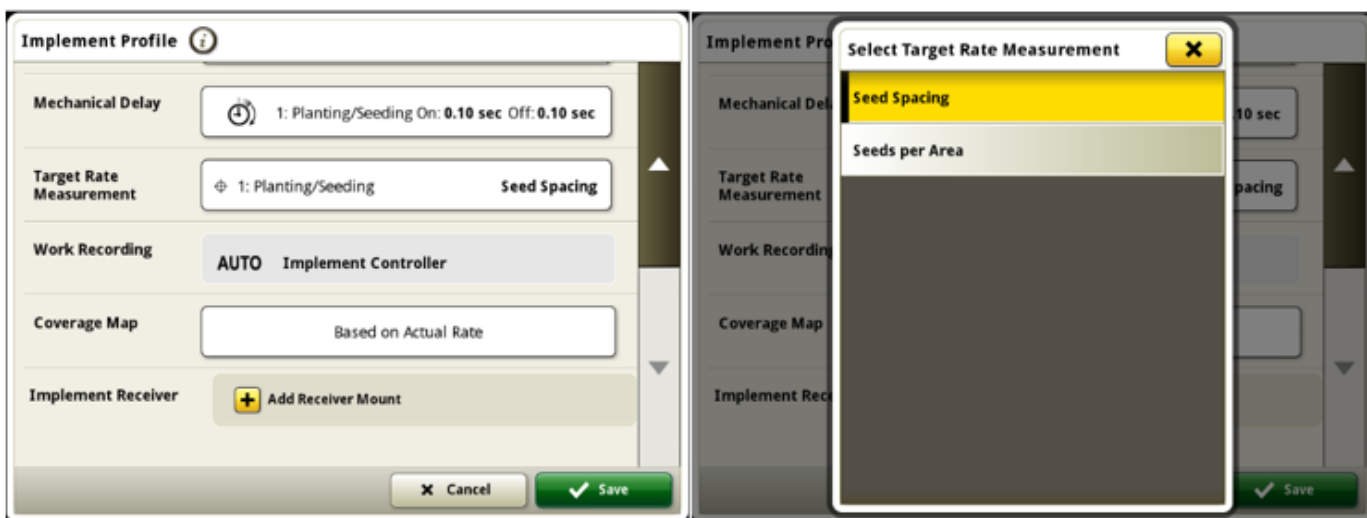 Implement Profile
Mechanical Delay
1: Planting/Seeding On: 0.10 sec Off: 0.10 sec
Target Rate
Measurement
1: Planting/Seeding Seed Spacing
Work Recording
AUTO Implement Controller
Coverage Map
Based on Actual Rate
Implement Receiver
Add Receiver Mount
Cancel
Save
Implement Pro
Mechanical Del
10 sec
Target Rate
Measurement
pacing
Work Recording
Coverage Map
Implement Rece
Save
Select Target Rate Measurement
Seed Spacing
Seeds per Area